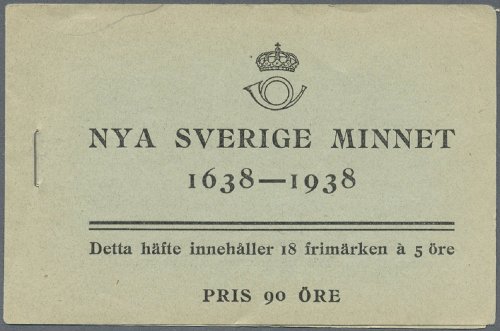 NYA SVERIGE MINNET
1638—1938
Detta häfte innehåller 18 frimärken à 5 öre
PRIS 90 ÖRE